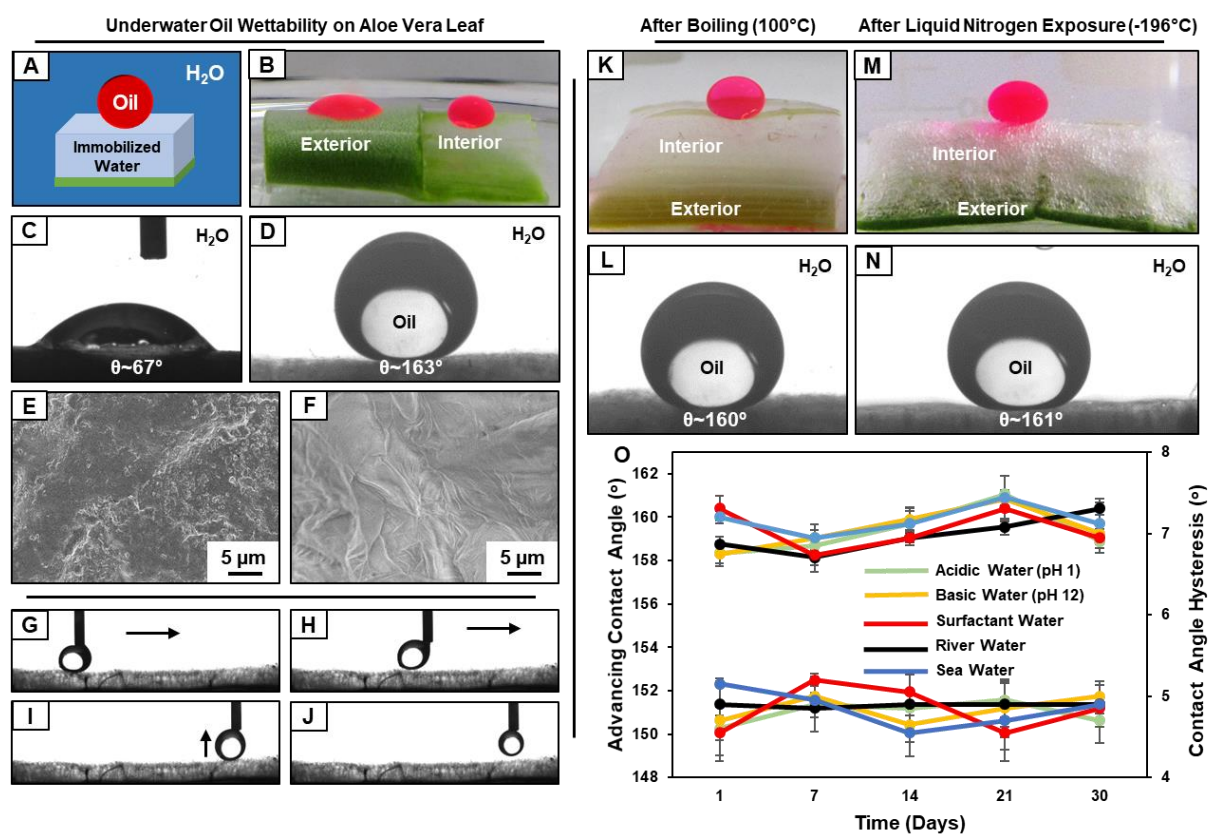 Underwater Oil Wettability on Aloe Vera Leaf
After Boiling (100°C)
After Liquid Nitrogen Exposure (-196°C)
A
H2O
Oil
Immobilized
Water
B
Exterior
Interior
K
Interior
Exterior
M
Interior
Exterior
C
H2O
θ~67°
D
H2O
Oil
θ~163°
L
H2O
Oil
θ~160°
N
H2O
Oil
θ~161°
E
5 µm
F
5 µm
G
H
I
J
O
Advancing Contact Angle (°)
162
160
158
156
154
152
150
148
8
7
6
5
4
Contact Angle Hysteresis (°)
Acidic Water (pH 1)
Basic Water (pH 12)
Surfactant Water
River Water
Sea Water
1
7
14
21
30
Time (Days)